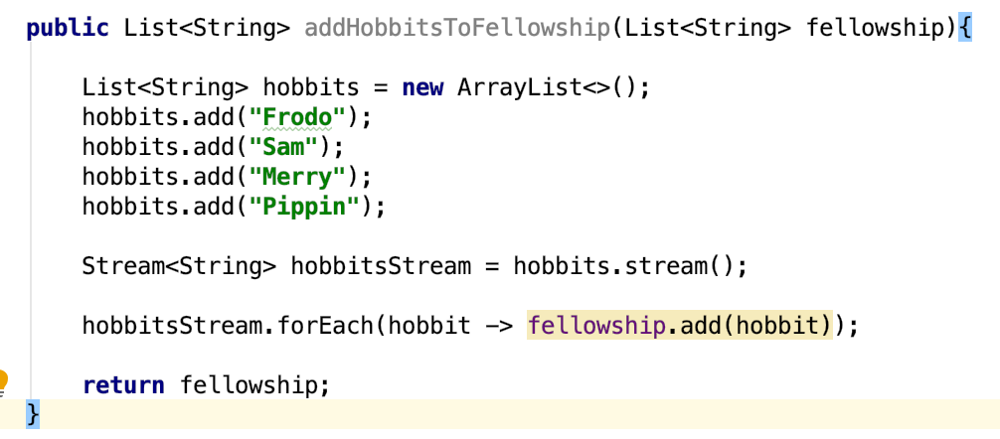 public List<String> addHobbitsToFellowship(List<String> fellowship){
List<String> hobbits = new ArrayList<>();
hobbits.add("Frodo");
hobbits.add("Sam");
hobbits.add("Merry");
hobbits.add("Pippin");
Stream<String> hobbitsStream = hobbits.stream();
hobbitsStream.forEach(hobbit -> fellowship.add(hobbit));
return fellowship;
}